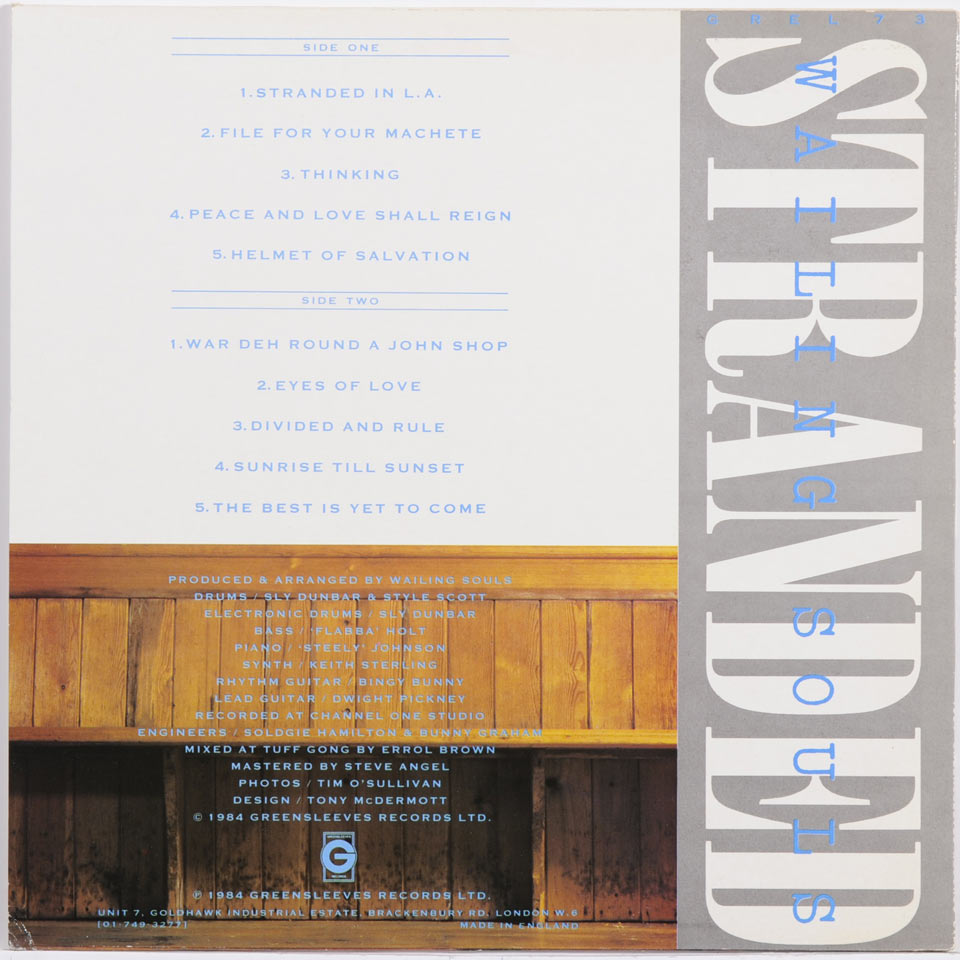 SIDE ONE
1. STRANDED IN L.A.
2. FILE FOR YOUR MACHETE
3. THINKING
4. PEACE AND LOVE SHALL REIGN
5. HELMET OF SALVATION
SIDE TWO
1. WAR DEH ROUND A JOHN SHOP
2. EYES OF LOVE
3. DIVIDED AND RULE
4. SUNRISE TILL SUNSET
5. THE BEST IS YET TO COME
PRODUCED & ARRANGED BY WAILING SOULS
DRUMS / SLY DUNBAR & STYLE SCOTT
ELECTRONIC DRUMS / SLY DUNBAR
BASS / 'FLABBA' HOLT
PIANO / 'STEELY' JOHNSON
SYNTH / KEITH STERLING
RHYTHM GUITAR / BINGY BUNNY
LEAD GUITAR / DWIGHT PICKNEY
RECORDED AT CHANNEL ONE STUDIO
ENGINEERS / SOLDGIE HAMILTON & BUNNY GRAHAM
MIXED AT TUFF GONG BY ERROL BROWN
MASTERED BY STEVE ANGEL
PHOTOS / TIM O'SULLIVAN
DESIGN / TONY McDERMOTT
© 1984 GREENSLEEVES RECORDS LTD.
GREENSLEEVES
G
RECORDS
℗ 1984 GREENSLEEVES RECORDS LTD.
UNIT 7, GOLDHAWK INDUSTRIAL ESTATE, BRACKENBURY RD, LONDON W.6
[01-749-3277]
MADE IN ENGLAND
GREL 73
STRANDED
WAILING SOULS